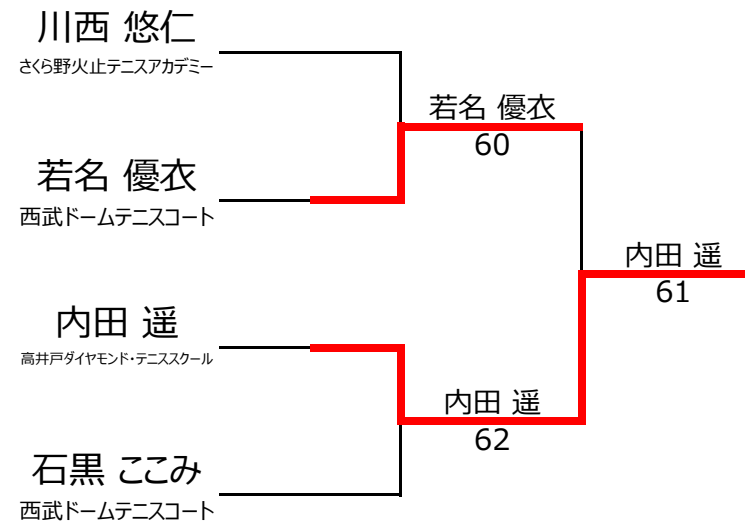 川西 悠仁
さくら野火止テニスアカデミー
若名 優衣
60
若名 優衣
西武ドームテニスコート
内田 遥
61
内田 遥
高井戸ダイヤモンド・テニススクール
内田 遥
62
石黒 ここみ
西武ドームテニスコート